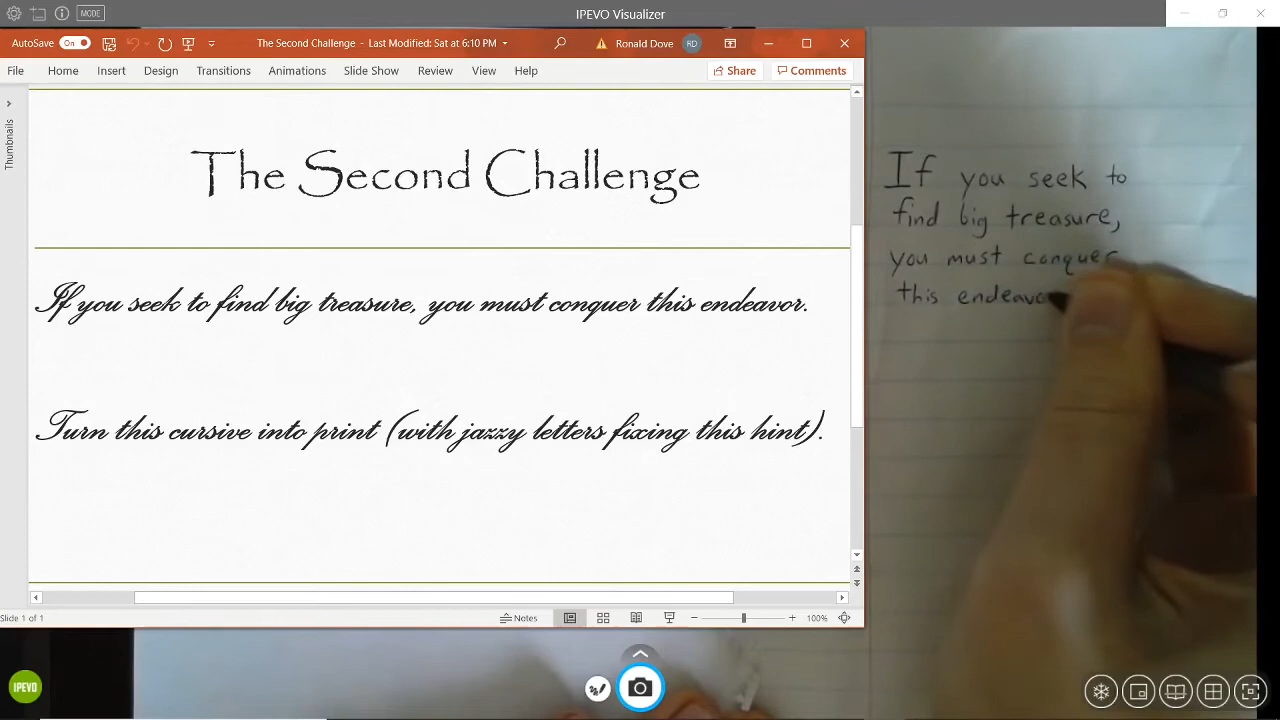 MODE
IPEVO Visualizer
AutoSave On
The Second Challenge - Last Modified: Sat at 6:10 PM
Ronald Dove RD
File Home Insert Design Transitions Animations Slide Show Review View Help Share Comments
Thumbnails
The Second Challenge
If you seek to find big treasure, you must conquer this endeavor.
Turn this cursive into print (with jazzy letters fixing this hint).
Slide 1 of 1
Notes
100%
If you seek to
find big treasure,
you must conquer
this endeavo
IPEVO